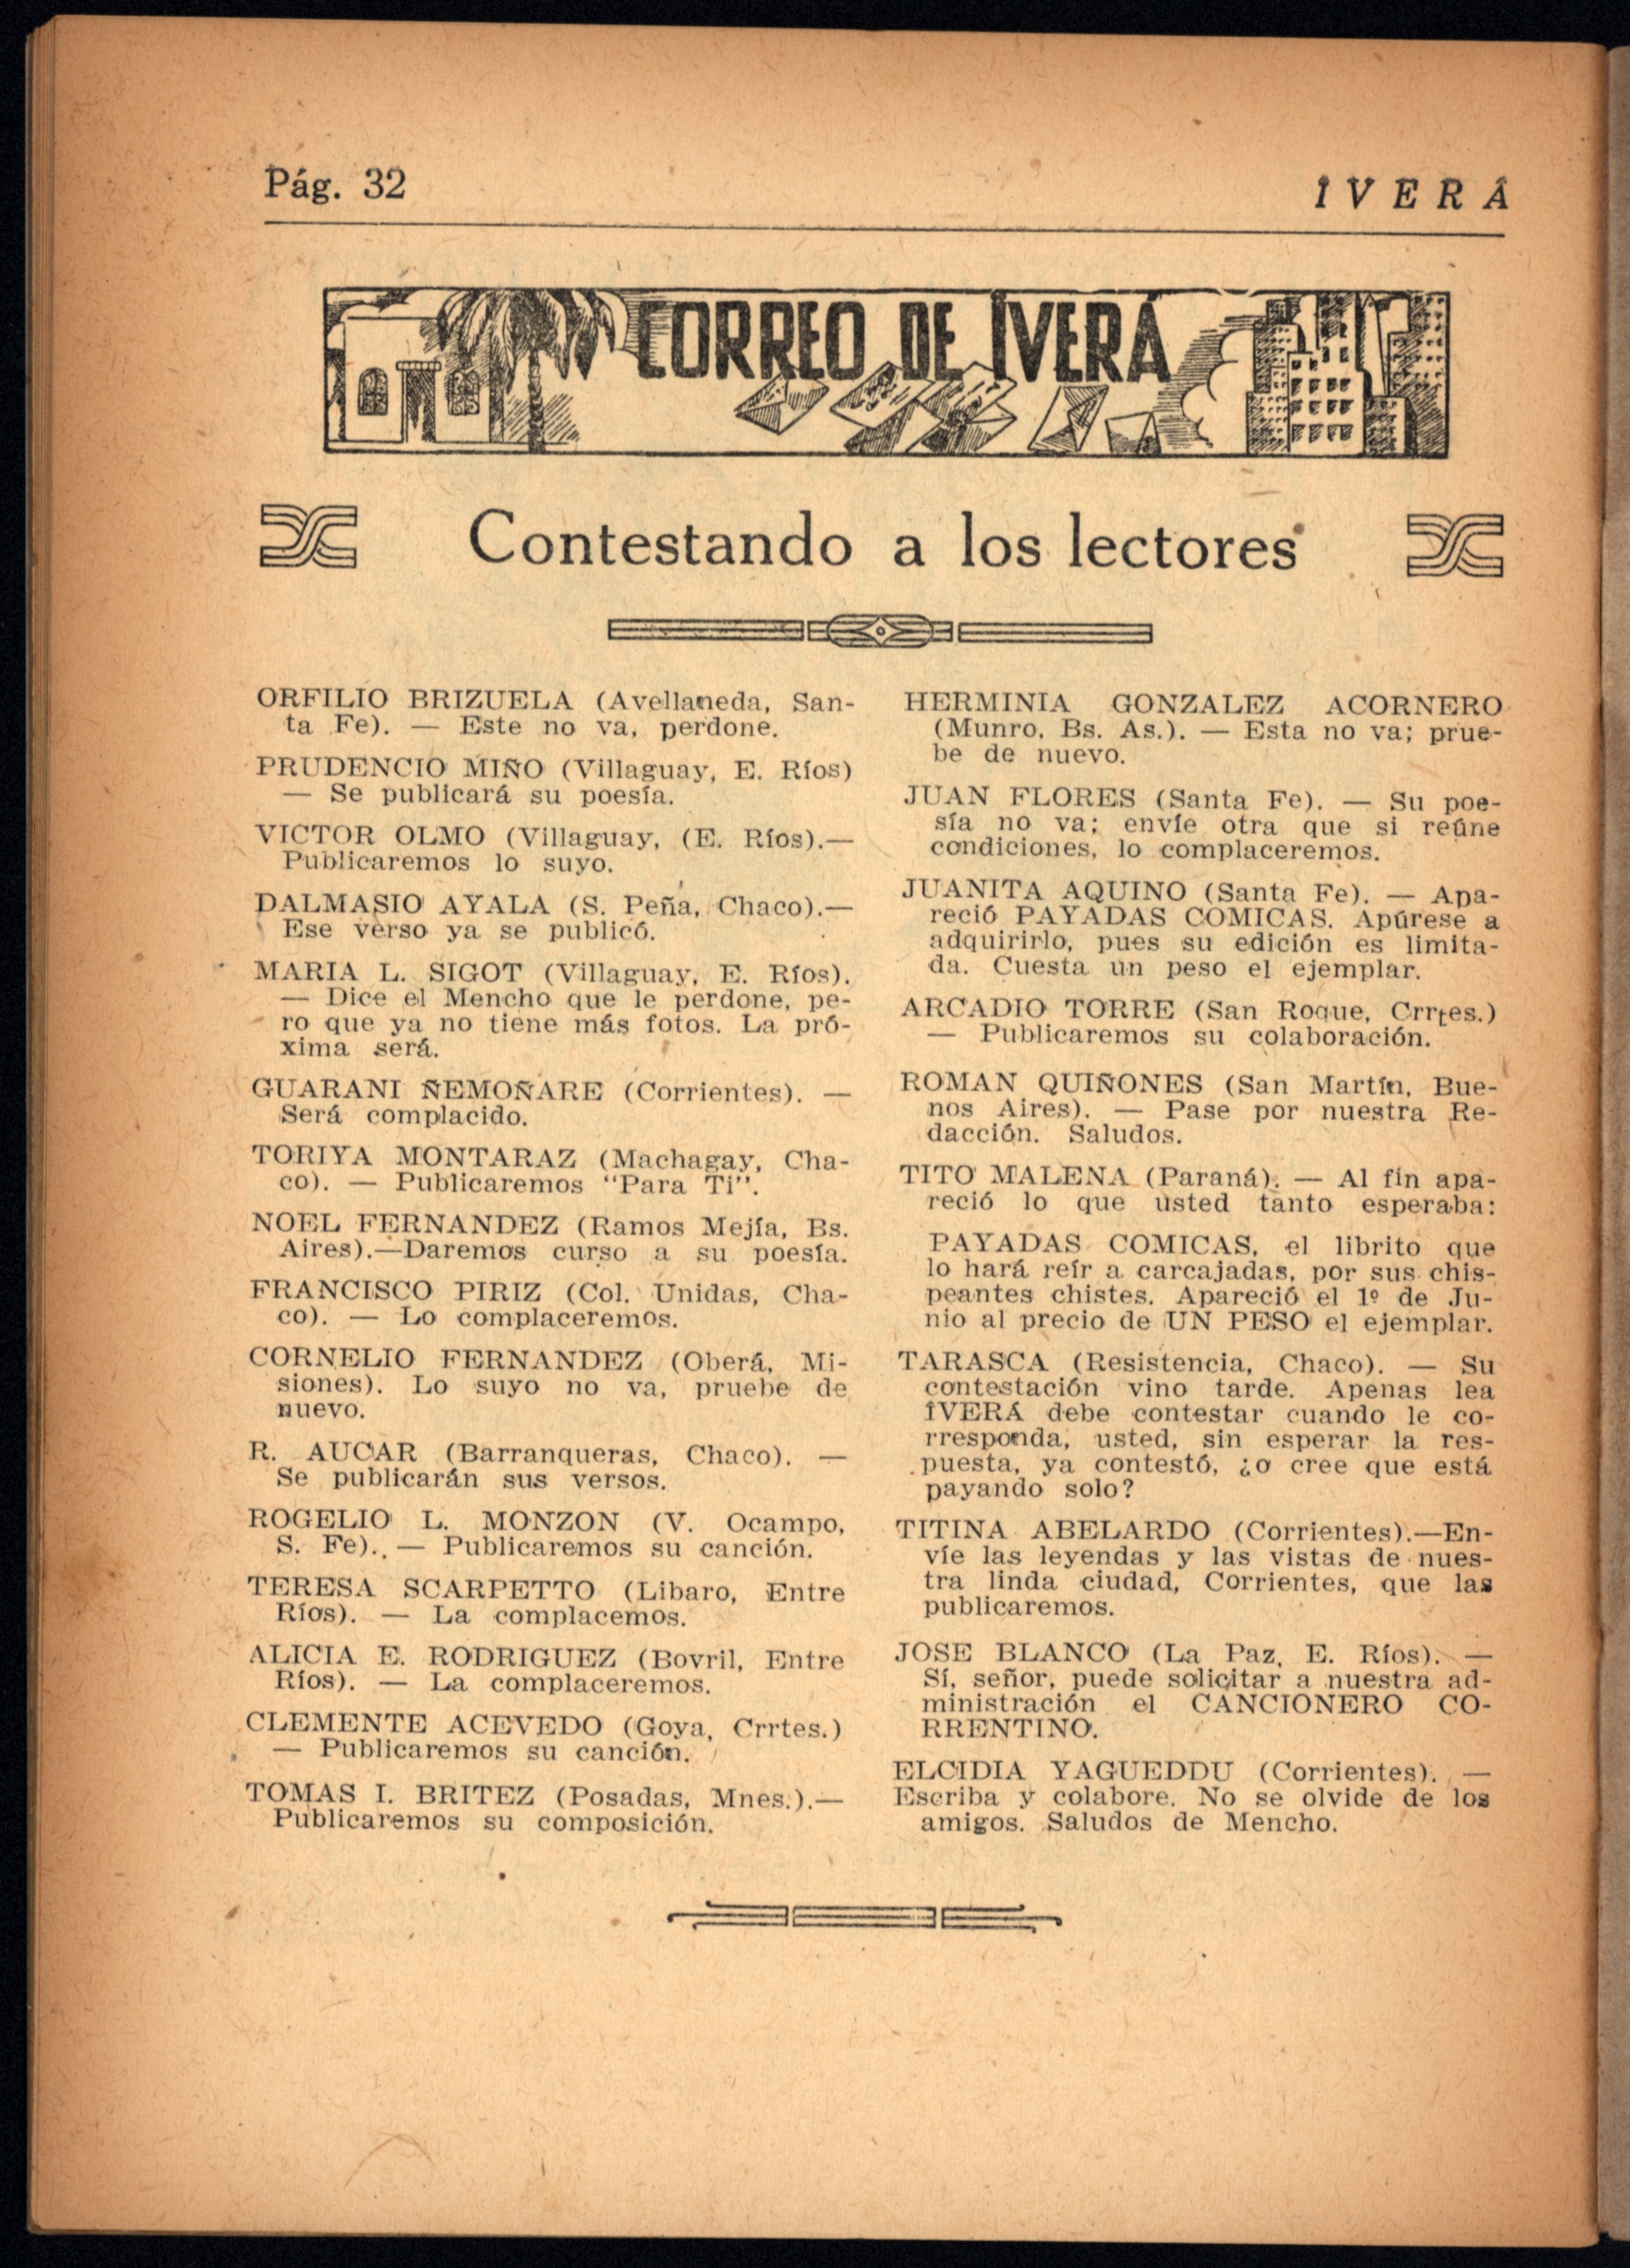 Pág. 32
ÎVERÁ
CORREO DE ÎVERÁ
Contestando a los lectores
ORFILIO BRIZUELA (Avellaneda, San-
ta Fe). — Este no va, perdone.
PRUDENCIO MIÑO (Villaguay, E. Ríos)
— Se publicará su poesía.
VICTOR OLMO (Villaguay, (E. Ríos).—
Publicaremos lo suyo.
DALMASIO AYALA (S. Peña, Chaco).—
Ese verso ya se publicó.
MARIA L. SIGOT (Villaguay, E. Ríos).
— Dice el Mencho que le perdone, pe-
ro que ya no tiene más fotos. La pró-
xima será.
GUARANI ÑEMOÑARE (Corrientes). —
Será complacido.
TORIYA MONTARAZ (Machagay, Cha-
co). — Publicaremos “Para Ti”.
NOEL FERNANDEZ (Ramos Mejía, Bs.
Aires).—Daremos curso a su poesía.
FRANCISCO PIRIZ (Col. Unidas, Cha-
co). — Lo complaceremos.
CORNELIO FERNANDEZ (Oberá, Mi-
siones). Lo suyo no va, pruebe de
nuevo.
R. AUCAR (Barranqueras, Chaco). —
Se publicarán sus versos.
ROGELIO L. MONZON (V. Ocampo,
S. Fe).. — Publicaremos su canción.
TERESA SCARPETTO (Libaro, Entre
Ríos). — La complacemos.
ALICIA E. RODRIGUEZ (Bovril, Entre
Ríos). — La complaceremos.
CLEMENTE ACEVEDO (Goya, Crrtes.)
— Publicaremos su canción.
TOMAS I. BRITEZ (Posadas, Mnes.).—
Publicaremos su composición.
HERMINIA GONZALEZ ACORNERO
(Munro, Bs. As.). — Esta no va; prue-
be de nuevo.
JUAN FLORES (Santa Fe). — Su poe-
sía no va; envíe otra que si reúne
condiciones, lo complaceremos.
JUANITA AQUINO (Santa Fe). — Apa-
reció PAYADAS COMICAS. Apúrese a
adquirirlo, pues su edición es limita-
da. Cuesta un peso el ejemplar.
ARCADIO TORRE (San Roque, Crrtes.)
— Publicaremos su colaboración.
ROMAN QUIÑONES (San Martín, Bue-
nos Aires). — Pase por nuestra Re-
dacción. Saludos.
TITO MALENA (Paraná). — Al fin apa-
reció lo que usted tanto esperaba:
PAYADAS COMICAS, el librito que
lo hará reír a carcajadas, por sus chis-
peantes chistes. Apareció el 1º de Ju-
nio al precio de UN PESO el ejemplar.
TARASCA (Resistencia, Chaco). — Su
contestación vino tarde. Apenas lea
ÎVERÁ debe contestar cuando le co-
rresponda, usted, sin esperar la res-
puesta, ya contestó, ¿o cree que está
payando solo?
TITINA ABELARDO (Corrientes).—En-
víe las leyendas y las vistas de nues-
tra linda ciudad, Corrientes, que las
publicaremos.
JOSE BLANCO (La Paz, E. Ríos). —
Sí, señor, puede solicitar a nuestra ad-
ministración el CANCIONERO CO-
RRENTINO.
ELCIDIA YAGUEDDU (Corrientes). —
Escriba y colabore. No se olvide de los
amigos. Saludos de Mencho.